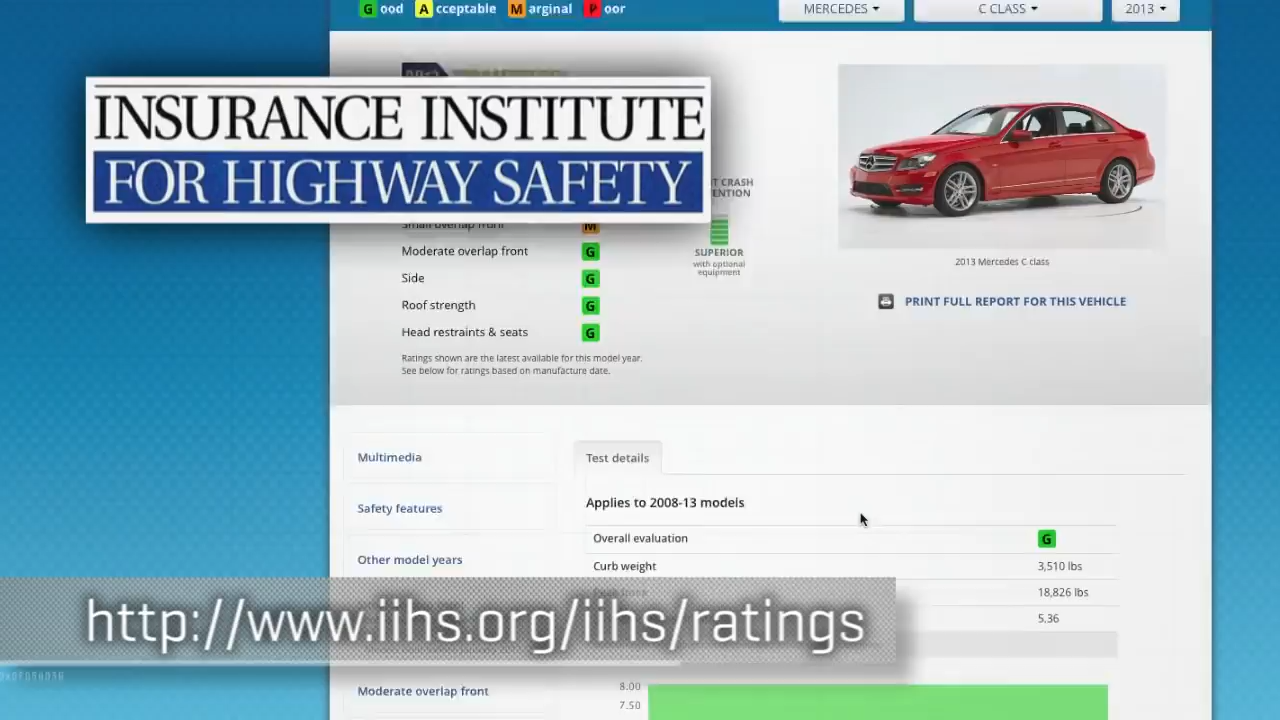 Good Acceptable Marginal Poor
MERCEDES C CLASS 2013
INSURANCE INSTITUTE
FOR HIGHWAY SAFETY
Small overlap front M
Moderate overlap front G
Side G
Roof strength G
Head restraints & seats G
Ratings shown are the latest available for this model year.
See below for ratings based on manufacture date.
SUPERIOR
with optional
equipment
2013 Mercedes C class
PRINT FULL REPORT FOR THIS VEHICLE
Multimedia
Safety features
Other model years
Moderate overlap front
Test details
Applies to 2008-13 models
Overall evaluation G
Curb weight 3,510 lbs
18,826 lbs
5.36
http://www.iihs.org/iihs/ratings
8.00
7.50